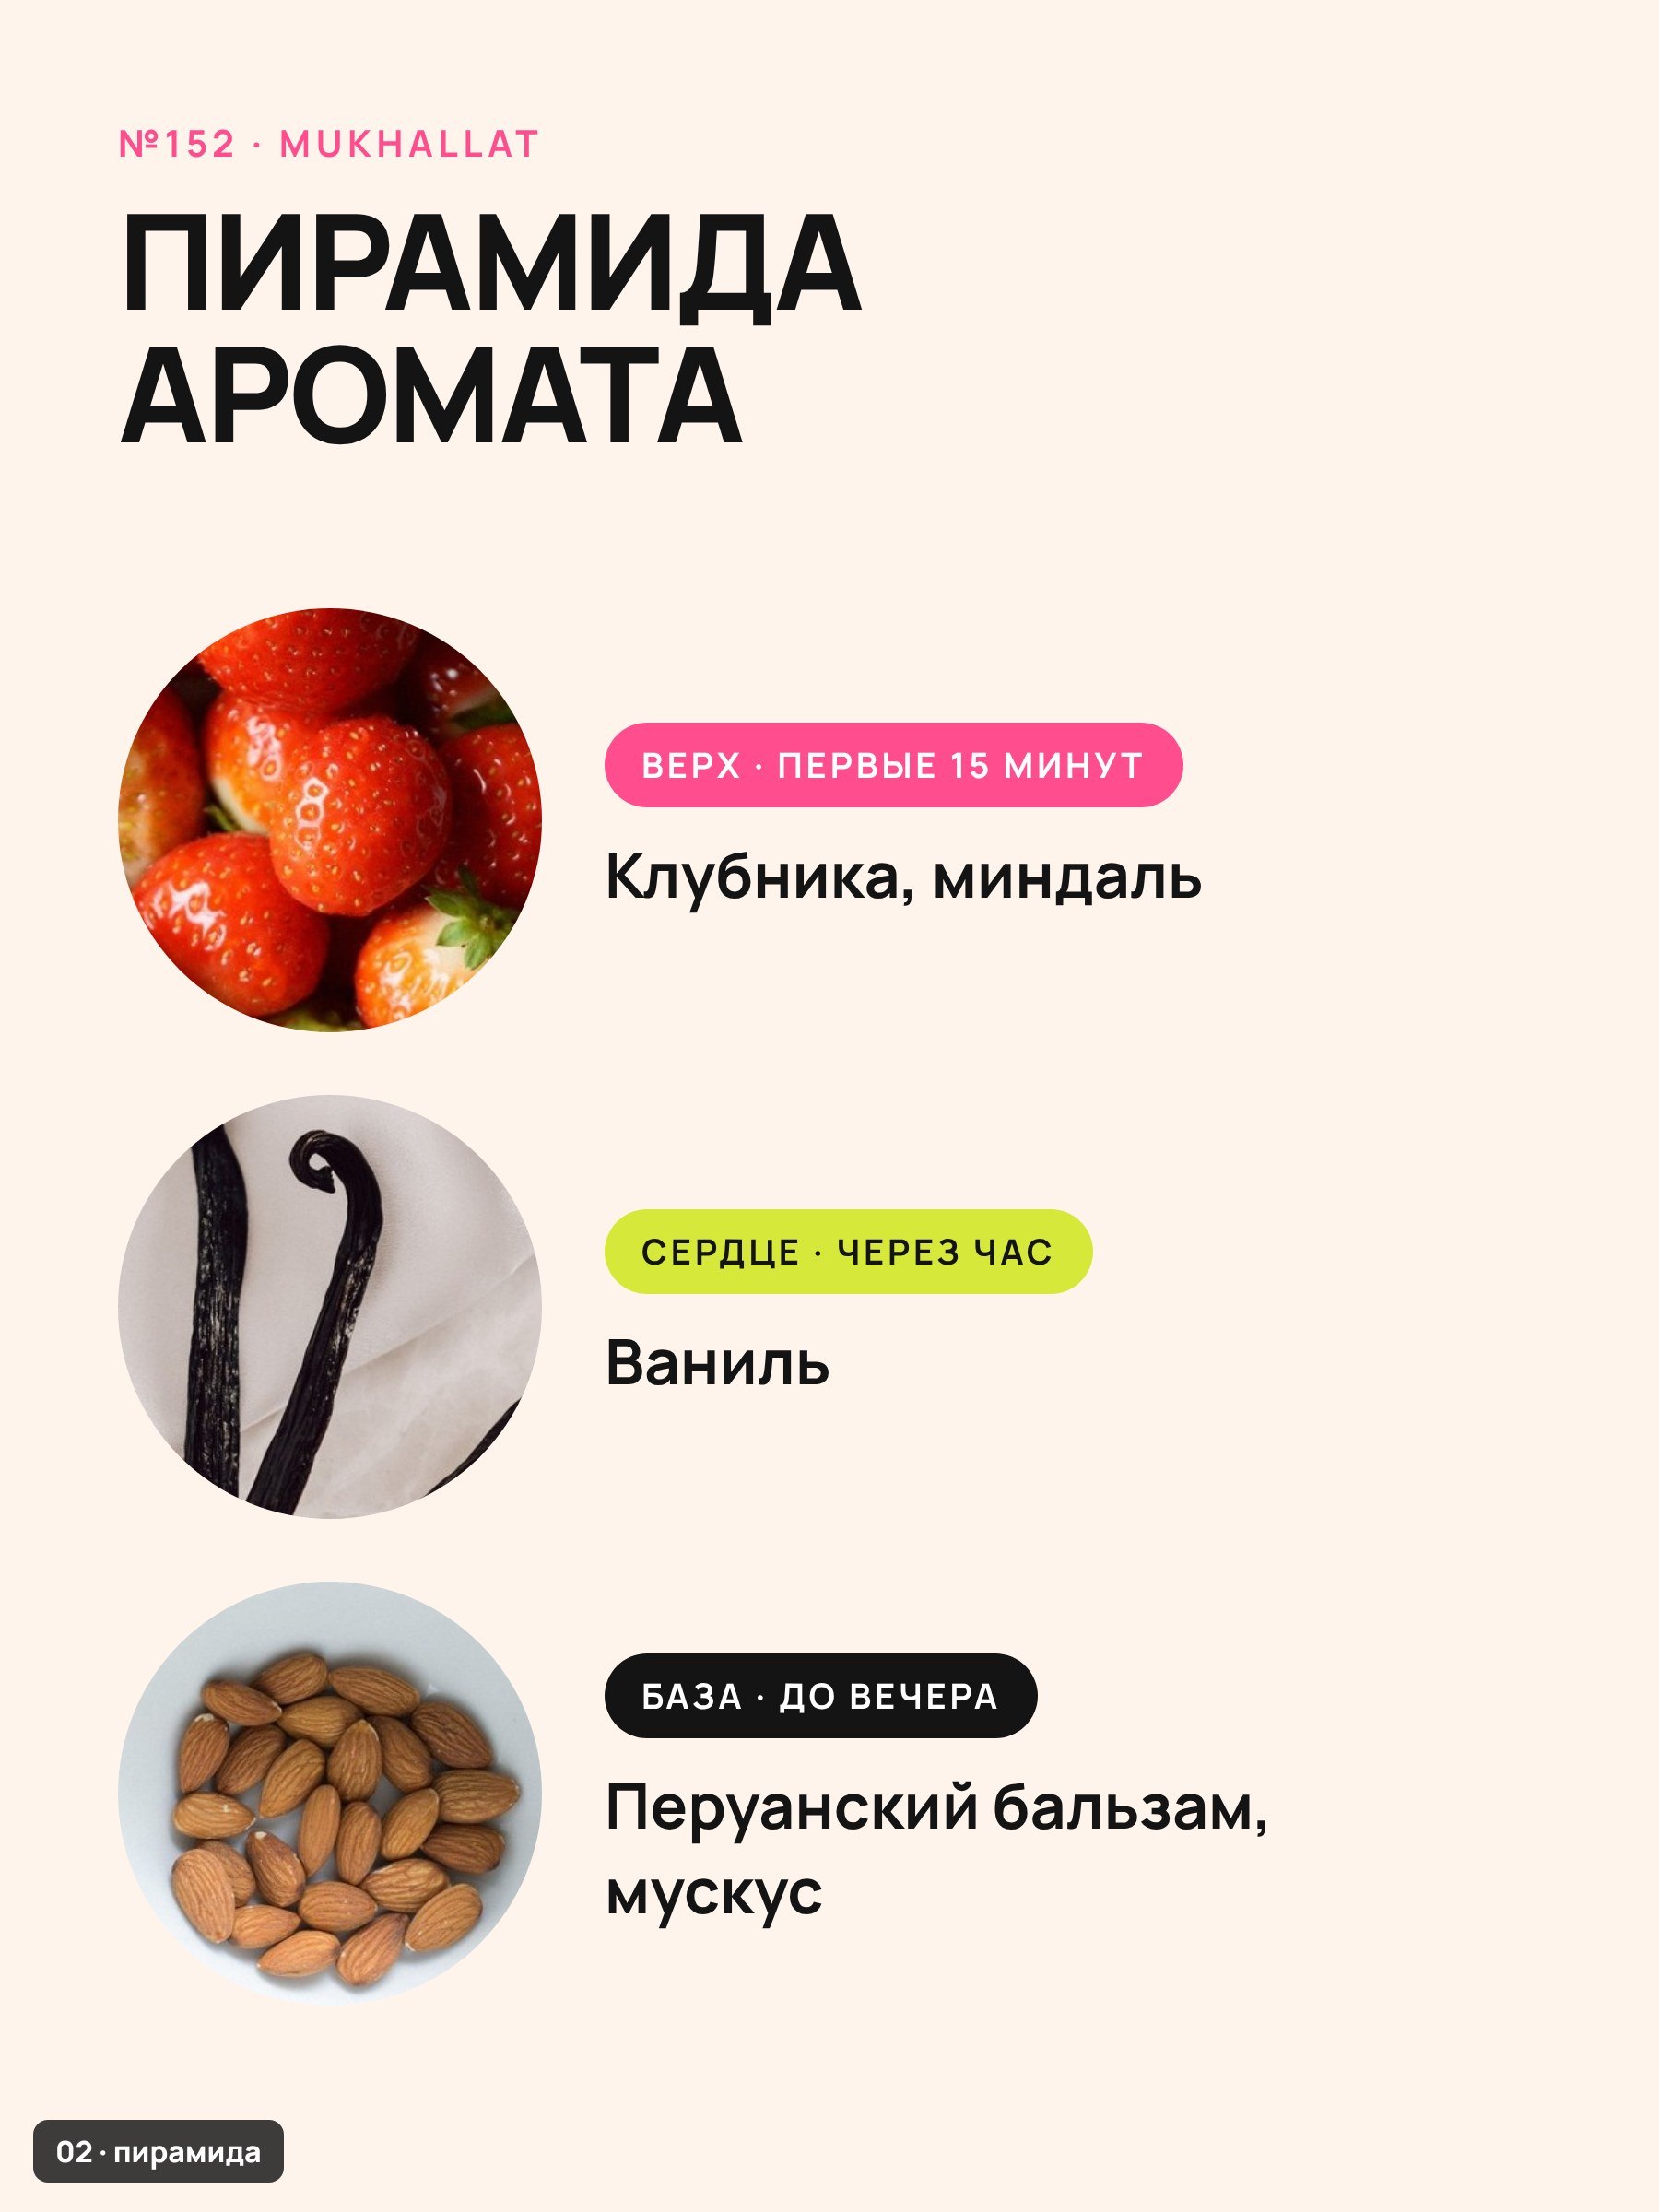 №152 · MUKHALLAT
ПИРАМИДА
АРОМАТА
ВЕРХ · ПЕРВЫЕ 15 МИНУТ
Клубника, миндаль
СЕРДЦЕ · ЧЕРЕЗ ЧАС
Ваниль
БАЗА · ДО ВЕЧЕРА
Перуанский бальзам,
мускус
02 · пирамида